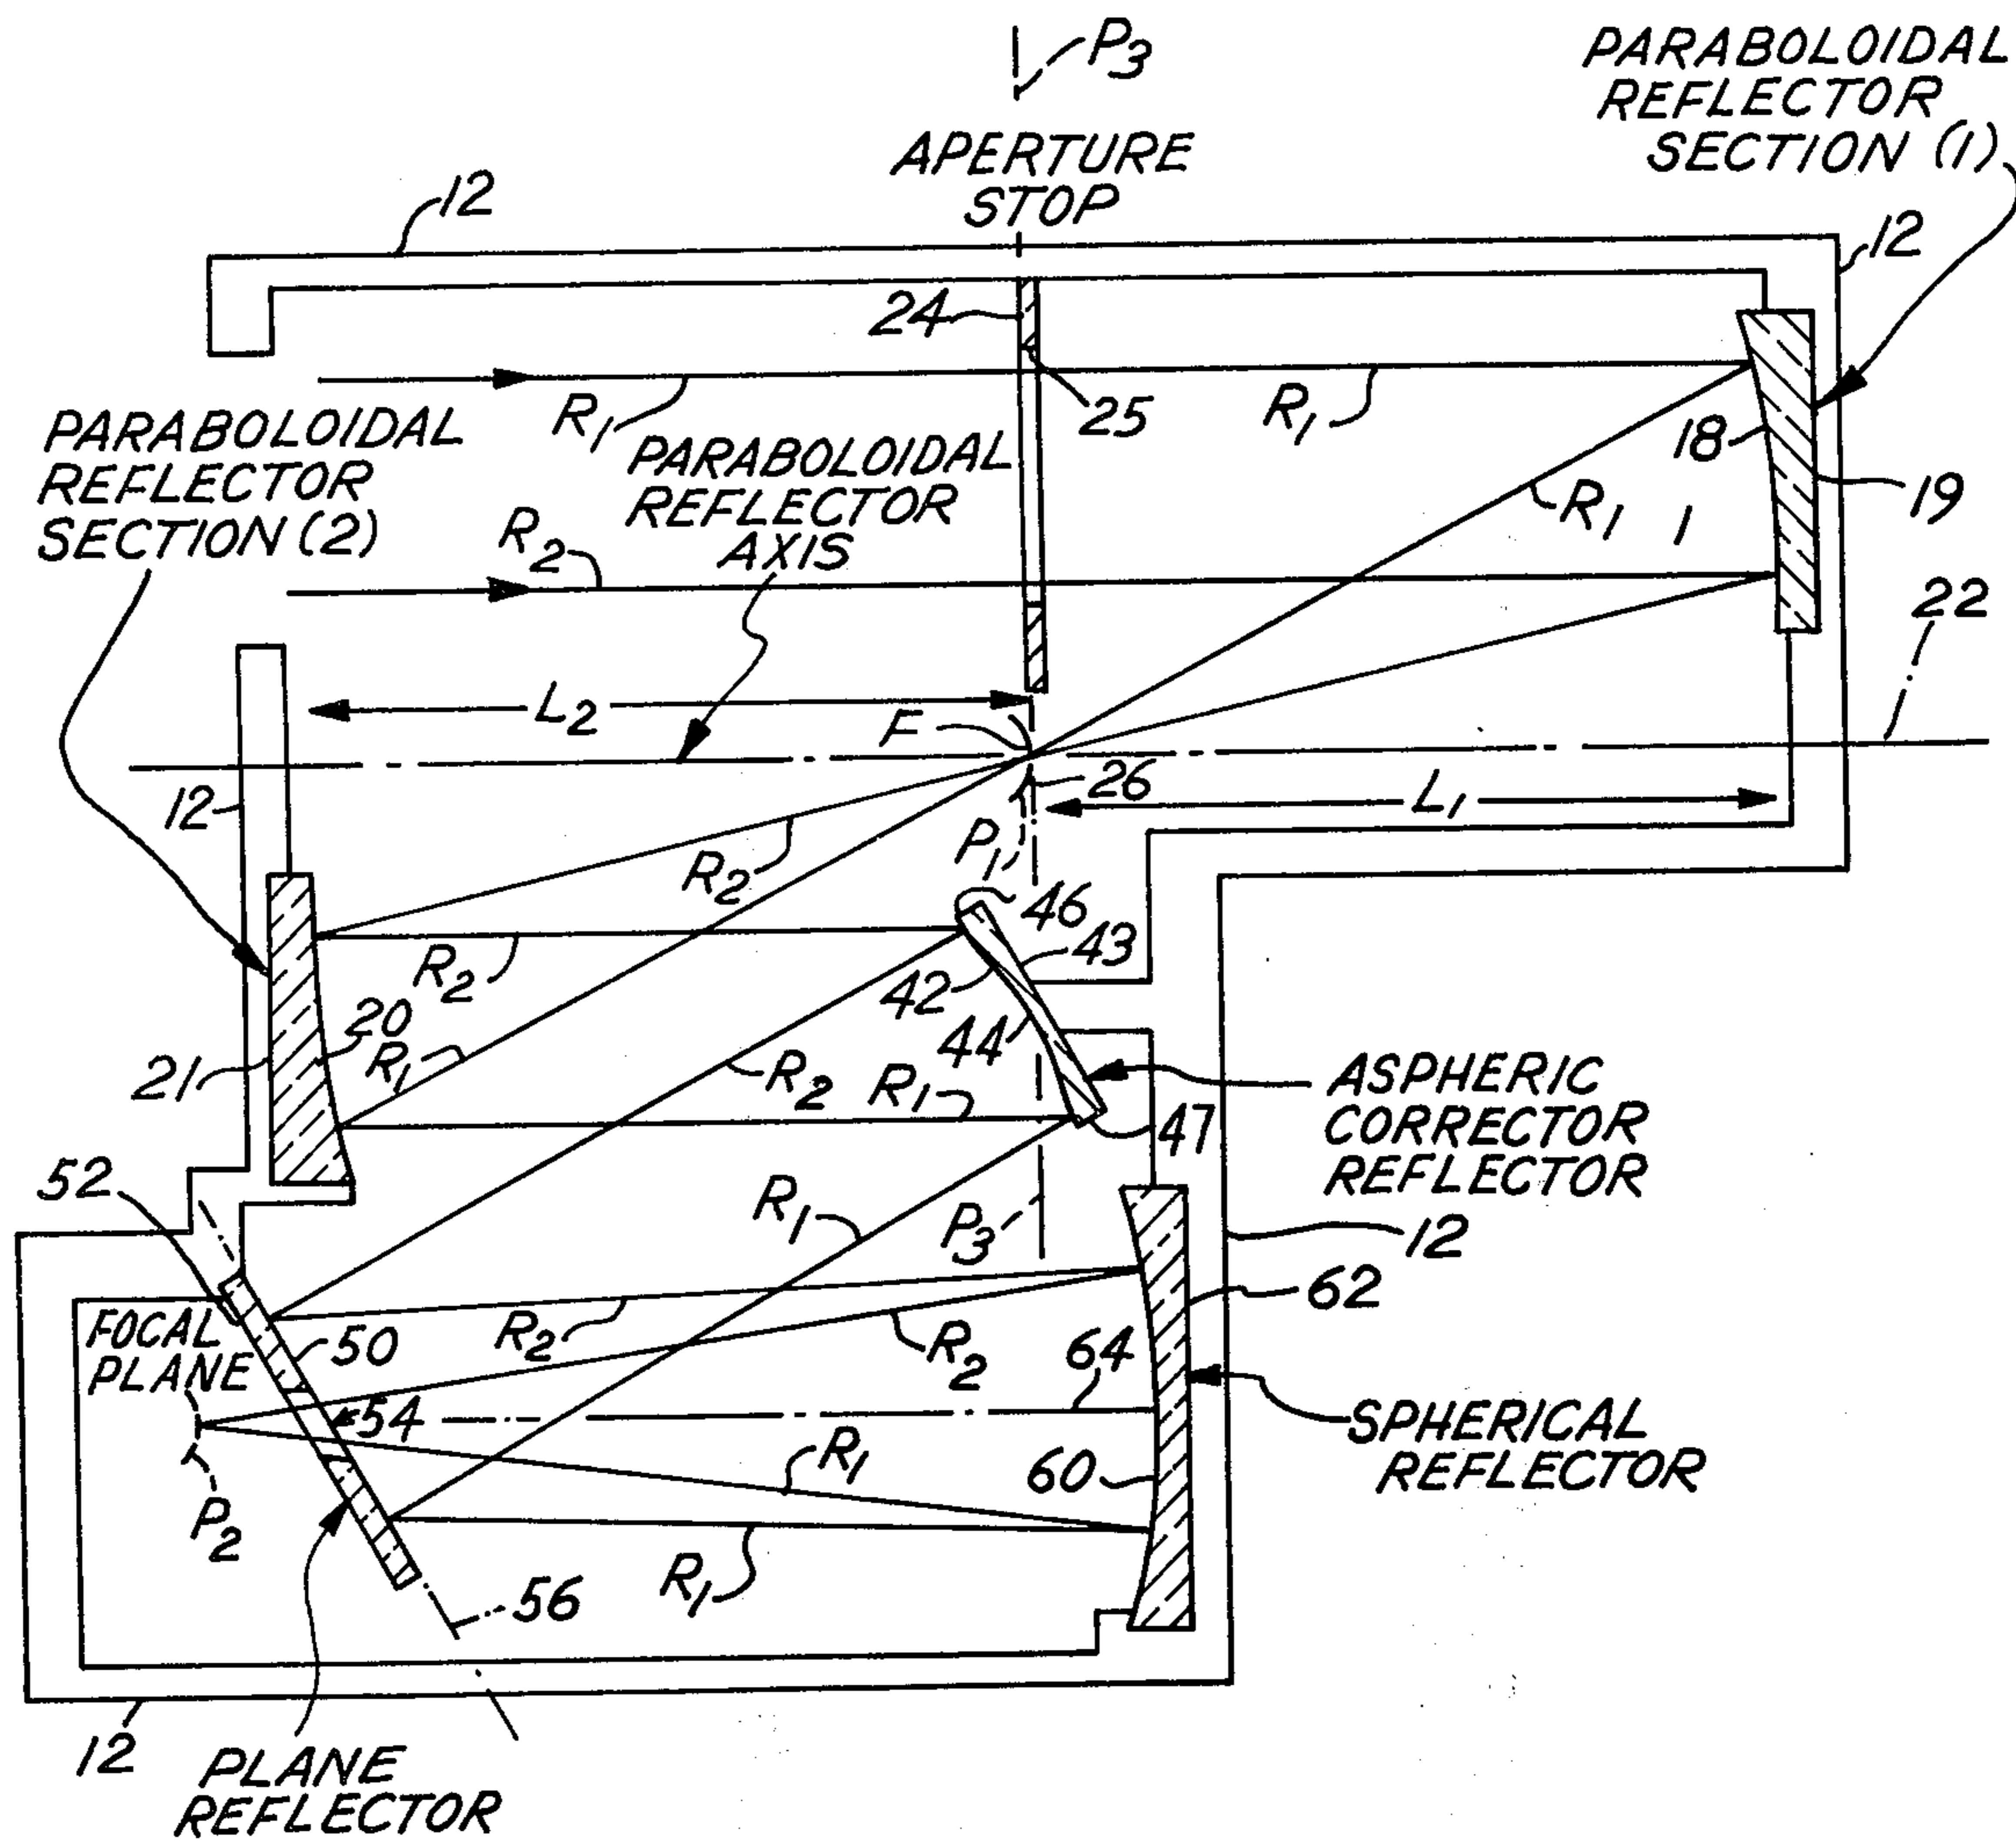 P3
PARABOLOIDAL
REFLECTOR
SECTION (1)
APERTURE
STOP
12
12
24
R1
25
R1
18
19
PARABOLOIDAL
REFLECTOR
SECTION (2)
PARABOLOIDAL
REFLECTOR
AXIS
R2
R1
1
22
L2
F
26
L1
12
P1
R2
46
43
R2
42
44
20
R1
21
R2
R1
ASPHERIC
CORRECTOR
REFLECTOR
47
52
R1
P3
12
62
FOCAL
PLANE
50
R2
R2
64
54
SPHERICAL
REFLECTOR
R1
60
P2
R1
56
12
PLANE
REFLECTOR